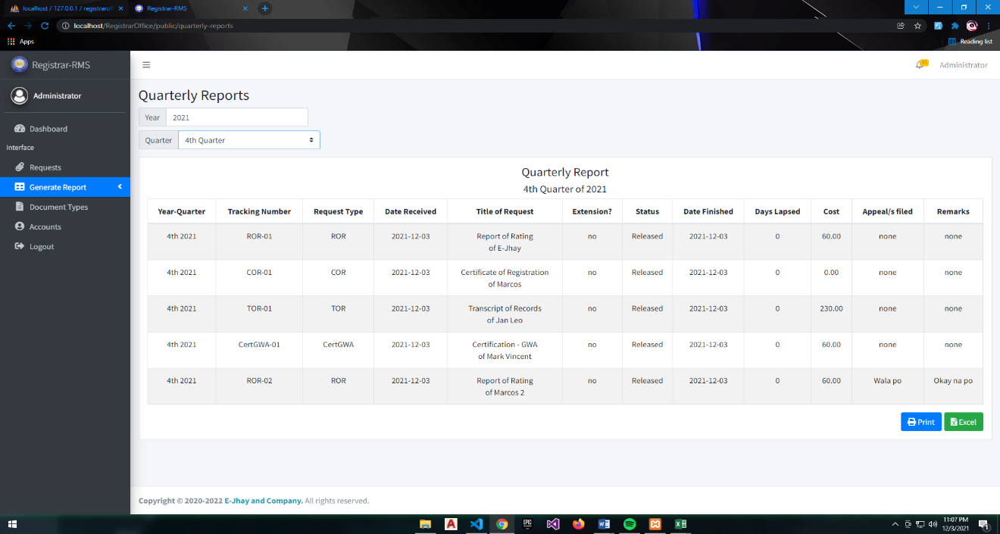 localhost / 127.0.0.1 / registrarof
Registrar-RMS
localhost/RegistrarOffice/public/quarterly-reports
Apps
Reading list
Registrar-RMS
Administrator
Administrator
Dashboard
Interface
Requests
Generate Report
Document Types
Accounts
Logout
Quarterly Reports
Year 2021
Quarter 4th Quarter
Quarterly Report
4th Quarter of 2021
Year-Quarter Tracking Number Request Type Date Received Title of Request Extension? Status Date Finished Days Lapsed Cost Appeal/s filed Remarks
4th 2021 ROR-01 ROR 2021-12-03 Report of Rating no Released 2021-12-03 0 60.00 none none
of E-Jhay
4th 2021 COR-01 COR 2021-12-03 Certificate of Registration no Released 2021-12-03 0 0.00 none none
of Marcos
4th 2021 TOR-01 TOR 2021-12-03 Transcript of Records no Released 2021-12-03 0 230.00 none none
of Jan Leo
4th 2021 CertGWA-01 CertGWA 2021-12-03 Certification - GWA no Released 2021-12-03 0 60.00 none none
of Mark Vincent
4th 2021 ROR-02 ROR 2021-12-03 Report of Rating no Released 2021-12-03 0 60.00 Wala po Okay na po
of Marcos 2
Print Excel
Copyright © 2020-2022 E-Jhay and Company. All rights reserved.
EPIC
11:07 PM
12/3/2021